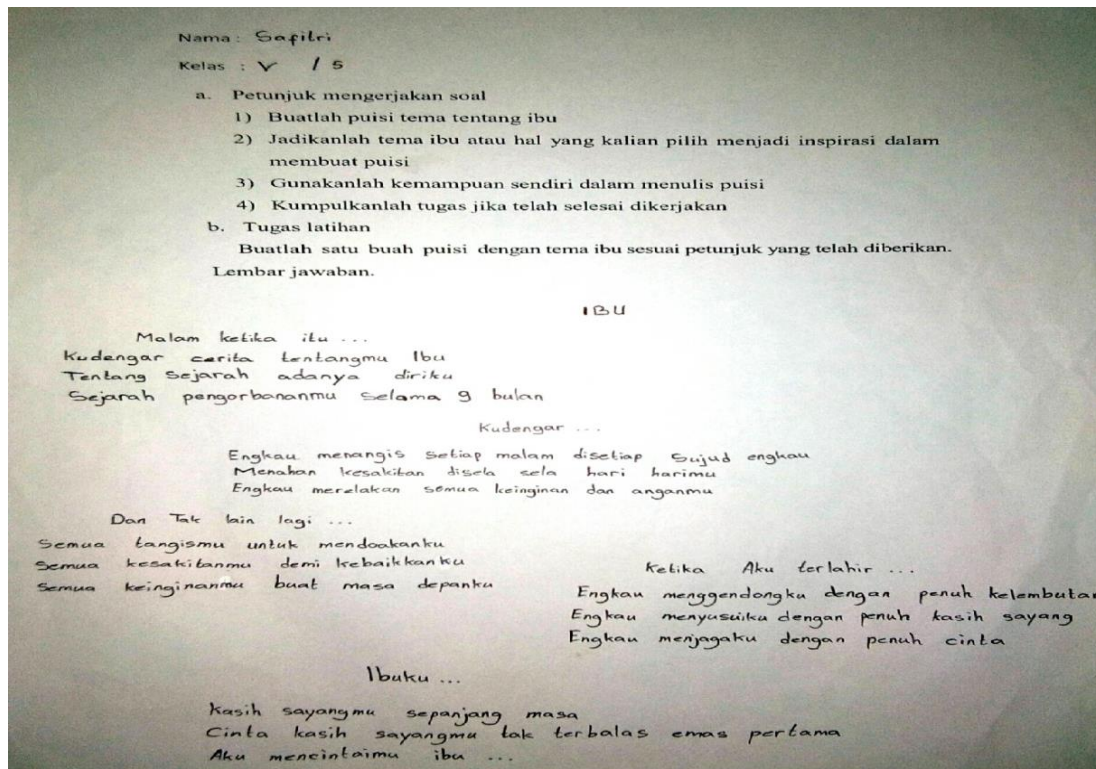 Nama : Safitri
Kelas : V / 5
a. Petunjuk mengerjakan soal
1) Buatlah puisi tema tentang ibu
2) Jadikanlah tema ibu atau hal yang kalian pilih menjadi inspirasi dalam
membuat puisi
3) Gunakanlah kemampuan sendiri dalam menulis puisi
4) Kumpulkanlah tugas jika telah selesai dikerjakan
b. Tugas latihan
Buatlah satu buah puisi dengan tema ibu sesuai petunjuk yang telah diberikan.
Lembar jawaban.
IBU
Malam ketika itu ...
Kudengar cerita tentangmu Ibu
Tentang Sejarah adanya diriku
Sejarah pengorbananmu Selama 9 bulan
Kudengar ...
Engkau menangis Setiap malam disetiap Sujud engkau
Menahan kesakitan disela sela hari harimu
Engkau merelakan semua keinginan dan anganmu
Dan Tak lain lagi ...
Semua tangismu untuk mendoakanku
Semua kesakitanmu demi kebaikkanku
Semua keinginanmu buat masa depanku
Ketika Aku terlahir ...
Engkau menggendongku dengan penuh kelembutan
Engkau menyusuiku dengan penuh kasih sayang
Engkau menjagaku dengan penuh cinta
Ibuku ...
Kasih sayangmu sepanjang masa
Cinta kasih sayangmu tak terbalas emas pertama
Aku mencintaimu ibu ...